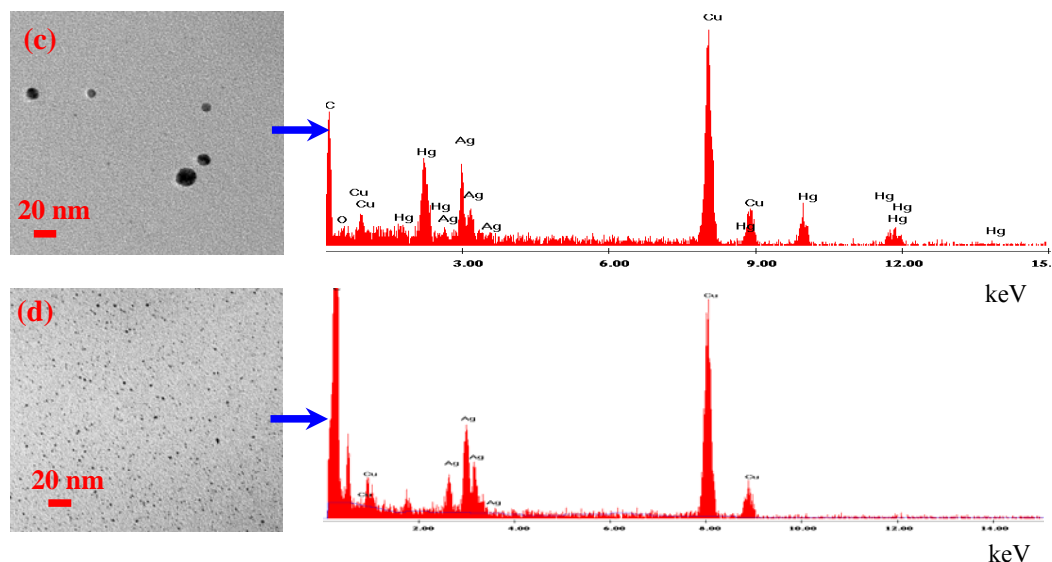 (c)
20 nm
C
O
Cu
Cu
Hg
Hg
Hg
Ag
Ag
Ag
Ag
Cu
Hg
Cu
Hg
Hg
Hg
Hg
Hg
3.00
6.00
9.00
12.00
15.
keV
(d)
20 nm
Cu
Cu
Ag
Ag
Ag
Ag
Cu
Cu
2.00
4.00
6.00
8.00
10.00
12.00
14.00
keV